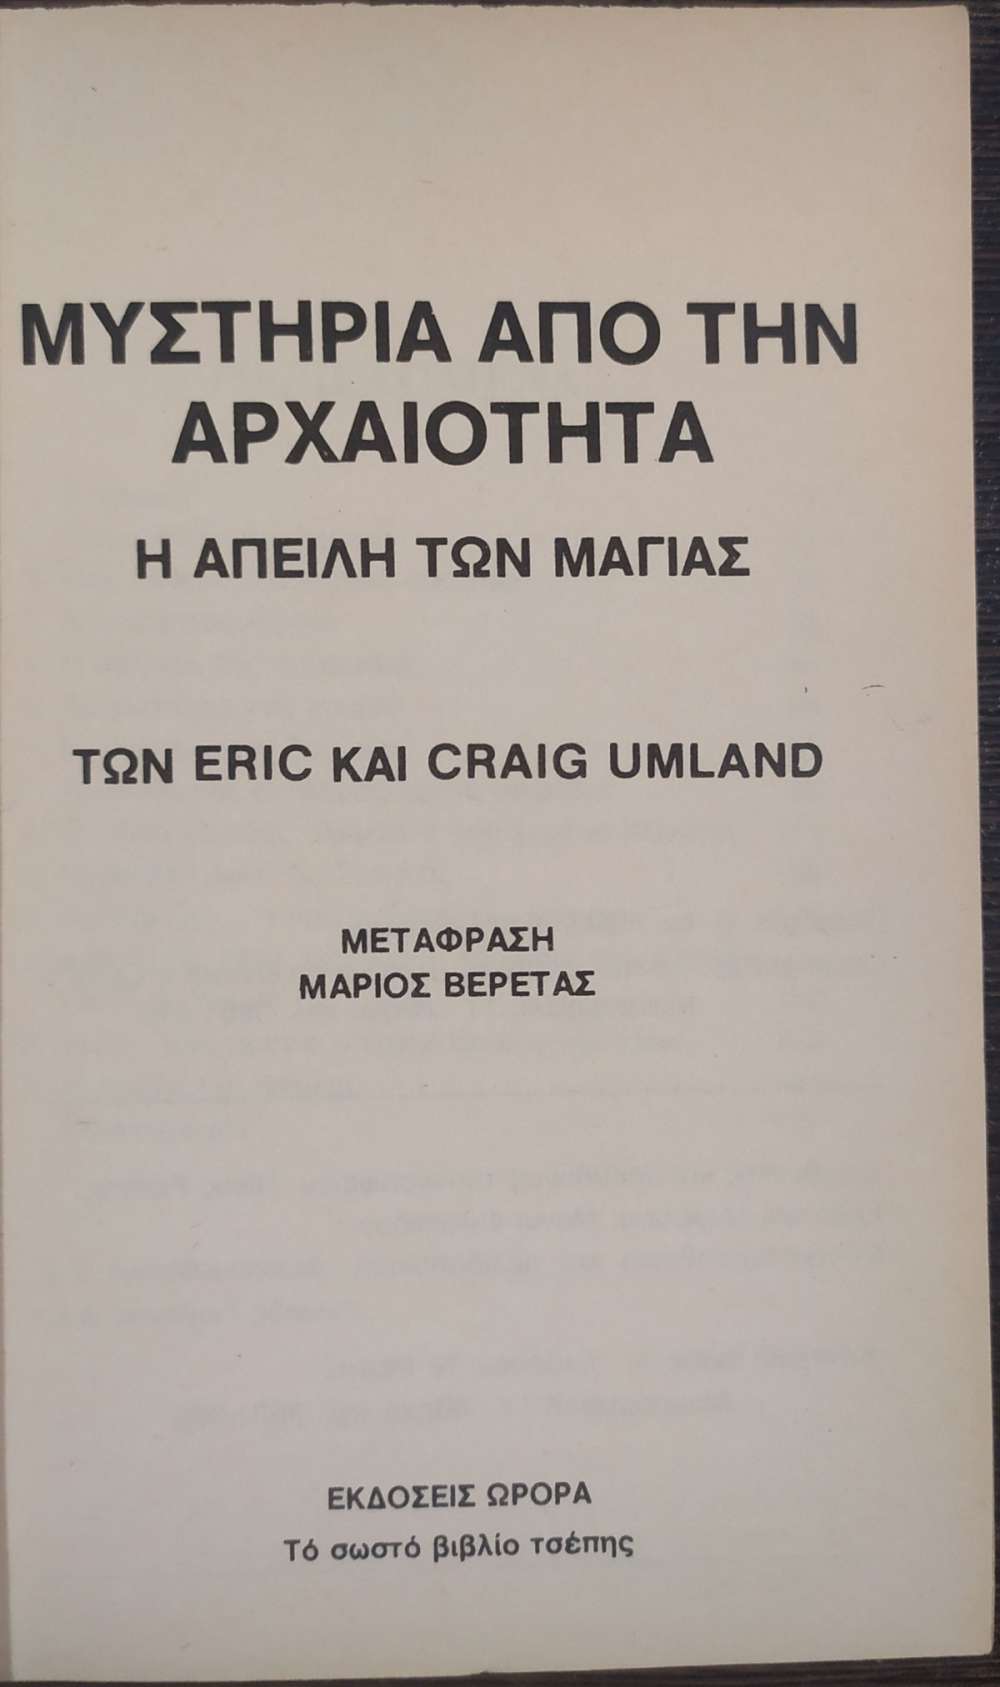 ΜΥΣΤΗΡΙΑ ΑΠΟ ΤΗΝ
ΑΡΧΑΙΟΤΗΤΑ
Η ΑΠΕΙΛΗ ΤΩΝ ΜΑΓΙΑΣ
ΤΩΝ ERIC ΚΑΙ CRAIG UMLAND
ΜΕΤΑΦΡΑΣΗ
ΜΑΡΙΟΣ ΒΕΡΕΤΑΣ
ΕΚΔΟΣΕΙΣ ΩΡΟΡΑ
Τό σωστό βιβλίο τσέπης